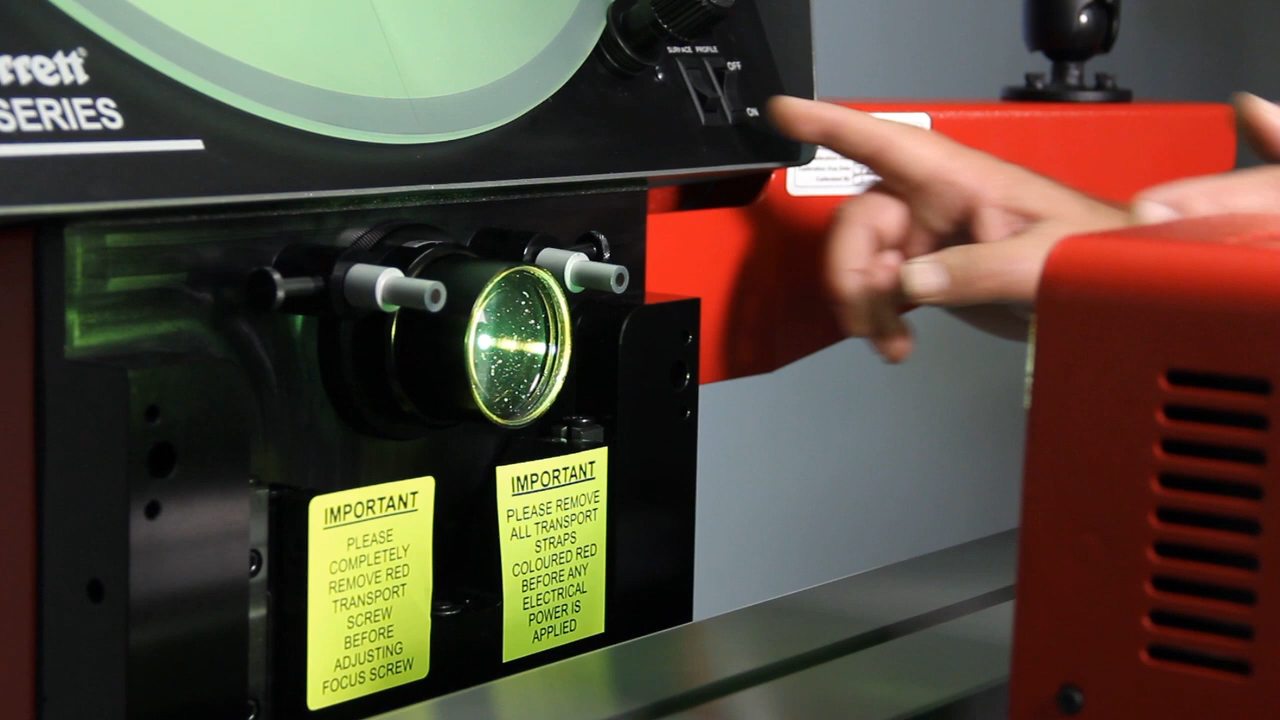 rrett®
SERIES
SURFACE PROFILE
OFF
ON
IMPORTANT
PLEASE
COMPLETELY
REMOVE RED
TRANSPORT
SCREW
BEFORE
ADJUSTING
FOCUS SCREW
IMPORTANT
PLEASE REMOVE
ALL TRANSPORT
STRAPS
COLOURED RED
BEFORE ANY
ELECTRICAL
POWER IS
APPLIED